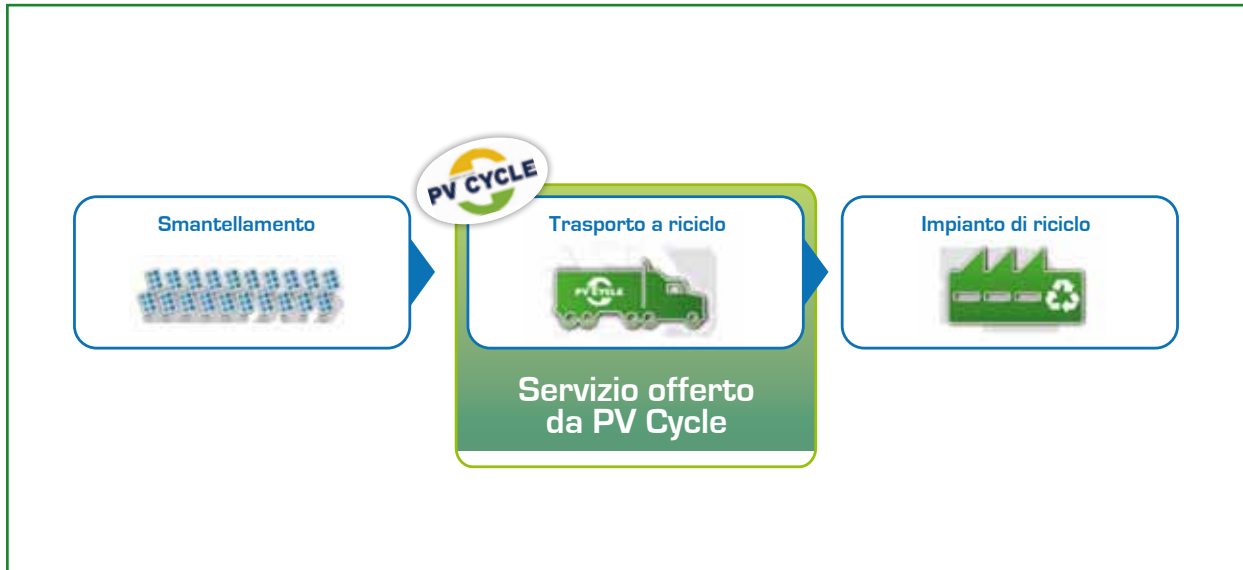 PV CYCLE
Smantellamento
Trasporto a riciclo
PV CYCLE
Impianto di riciclo
Servizio offerto
da PV Cycle